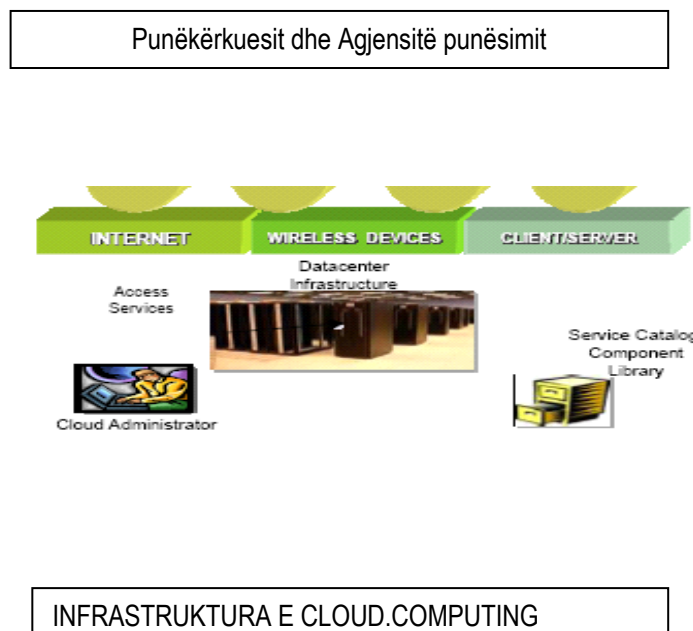 Punëkërkuesit dhe Agjensitë punësimit
INTERNET
WIRELESS DEVICES
CLIENT/SERVER
Datacenter
Infrastructure
Access
Services
Service Catalog
Component
Library
Cloud Administrator
INFRASTRUKTURA E CLOUD.COMPUTING